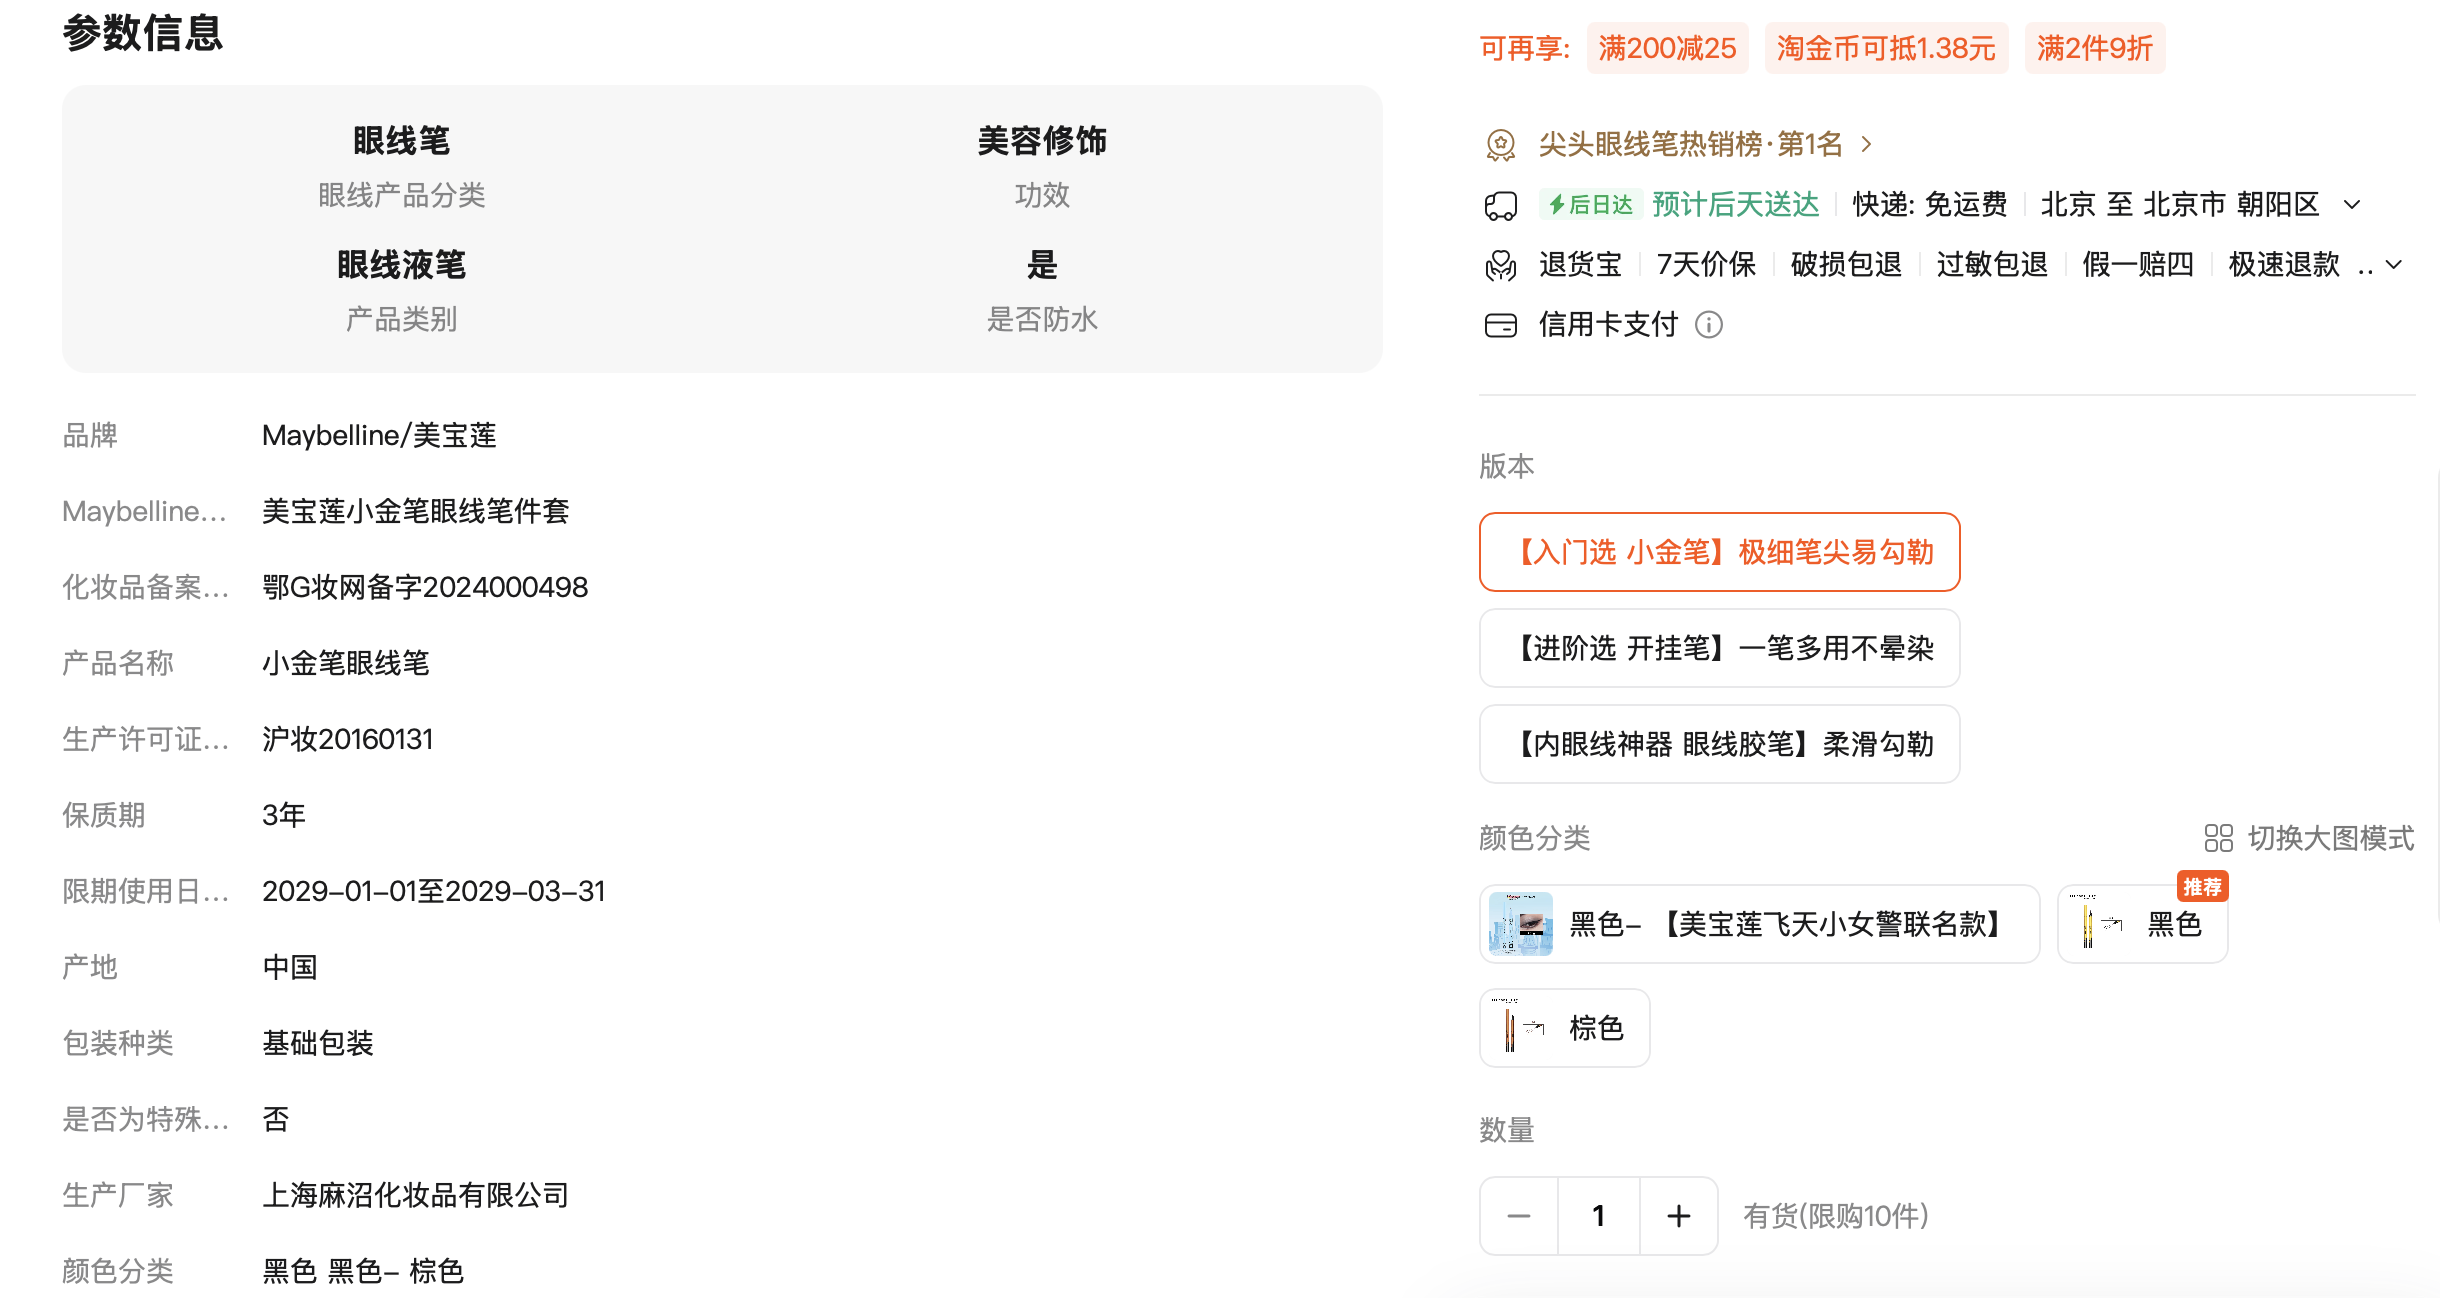 参数信息
眼线笔
眼线产品分类
美容修饰
功效
眼线液笔
产品类别
是
是否防水
品牌 Maybelline/美宝莲
Maybelline... 美宝莲小金笔眼线笔件套
化妆品备案... 鄂G妆网备字2024000498
产品名称 小金笔眼线笔
生产许可证... 沪妆20160131
保质期 3年
限期使用日... 2029-01-01至2029-03-31
产地 中国
包装种类 基础包装
是否为特殊... 否
生产厂家 上海麻沼化妆品有限公司
颜色分类 黑色 黑色- 棕色
可再享: 满200减25 淘金币可抵1.38元 满2件9折
尖头眼线笔热销榜·第1名 >
后日达 预计后天送达 快递: 免运费 北京 至 北京市 朝阳区
退货宝 7天价保 破损包退 过敏包退 假一赔四 极速退款 ..
信用卡支付
版本
【入门选 小金笔】极细笔尖易勾勒
【进阶选 开挂笔】一笔多用不晕染
【内眼线神器 眼线胶笔】柔滑勾勒
颜色分类 切换大图模式
黑色- 【美宝莲飞天小女警联名款】
推荐
黑色
棕色
数量
1 有货(限购10件)